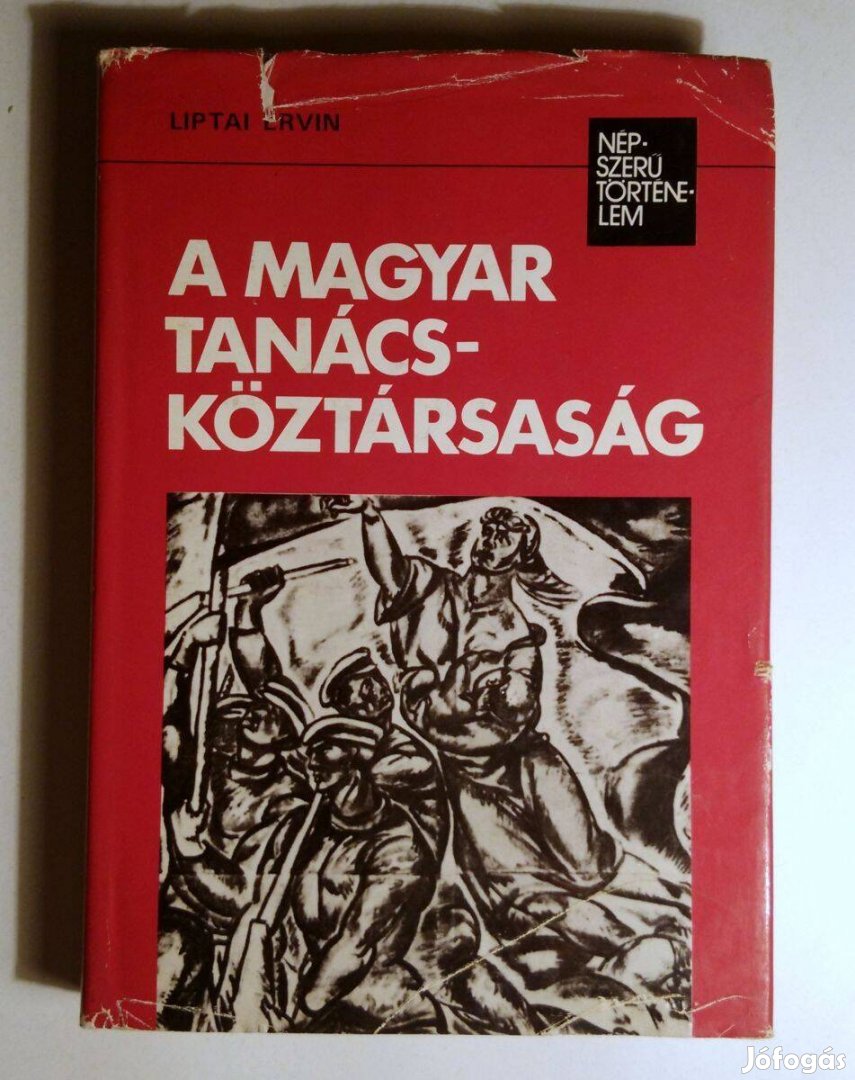 LIPTAI ERVIN
NÉP-
SZERŰ
TÖRTÉNE-
LEM
A MAGYAR
TANÁCS-
KÖZTÁRSASÁG
Jófogás